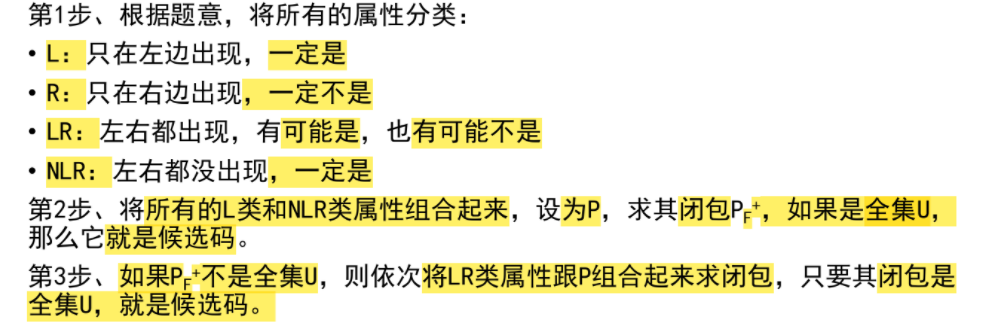 第1步、根据题意，将所有的属性分类：
• L：只在左边出现，一定是
• R：只在右边出现，一定不是
• LR：左右都出现，有可能是，也有可能不是
• NLR：左右都没出现，一定是
第2步、将所有的L类和NLR类属性组合起来，设为P，求其闭包P_F⁺，如果是全集U，
那么它就是候选码。
第3步、如果P_F⁺不是全集U，则依次将LR类属性跟P组合起来求闭包，只要其闭包是
全集U，就是候选码。